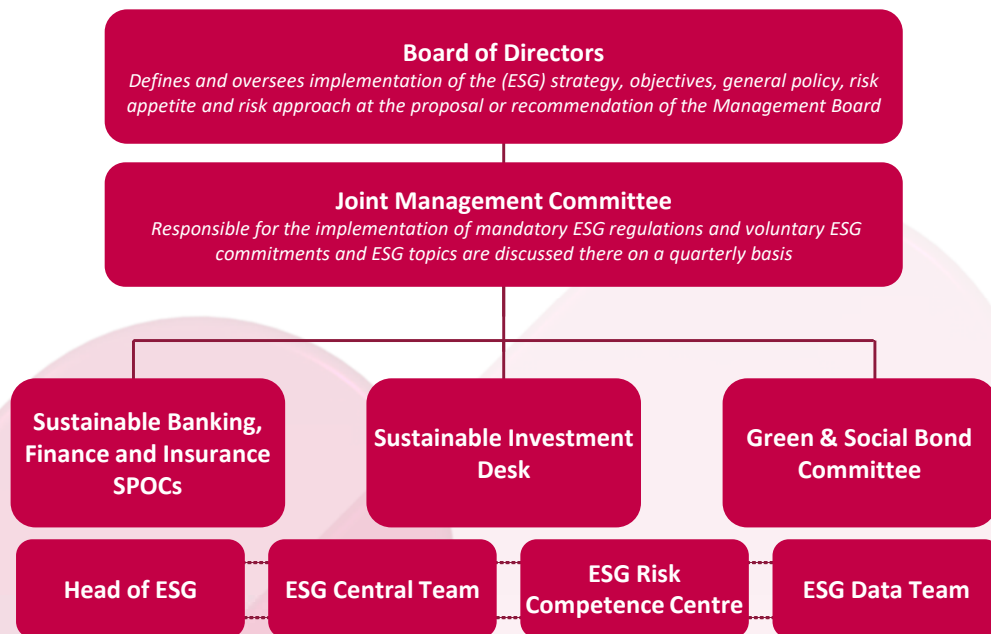 Board of Directors
Defines and oversees implementation of the (ESG) strategy, objectives, general policy, risk
appetite and risk approach at the proposal or recommendation of the Management Board
Joint Management Committee
Responsible for the implementation of mandatory ESG regulations and voluntary ESG
commitments and ESG topics are discussed there on a quarterly basis
Sustainable Banking,
Finance and Insurance
SPOCs
Sustainable Investment
Desk
Green & Social Bond
Committee
Head of ESG
ESG Central Team
ESG Risk
Competence Centre
ESG Data Team